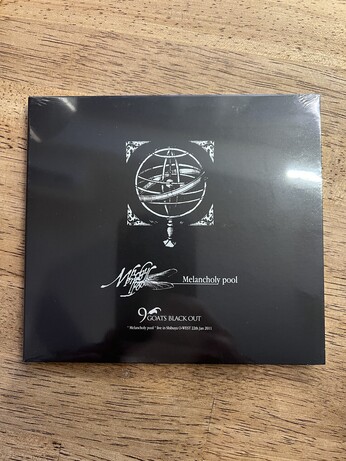 Melancholy pool
9 GOATS BLACK OUT
" Melancholy pool " live in Shibuya O-WEST 22th Jan 2011